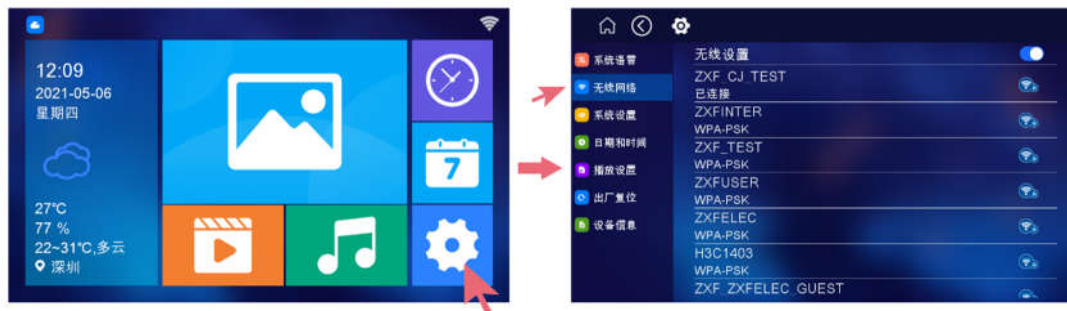 12:09
2021-05-06
星期四
27℃
77 %
22~31℃,多云
深圳
7
系统语言
无线网络
系统设置
日期和时间
播放设置
出厂复位
设备信息
无线设置
ZXF_CJ_TEST
已连接
ZXFINTER
WPA-PSK
ZXF_TEST
WPA-PSK
ZXFUSER
WPA-PSK
ZXFELEC
WPA-PSK
H3C1403
WPA-PSK
ZXF_ZXFELEC_GUEST